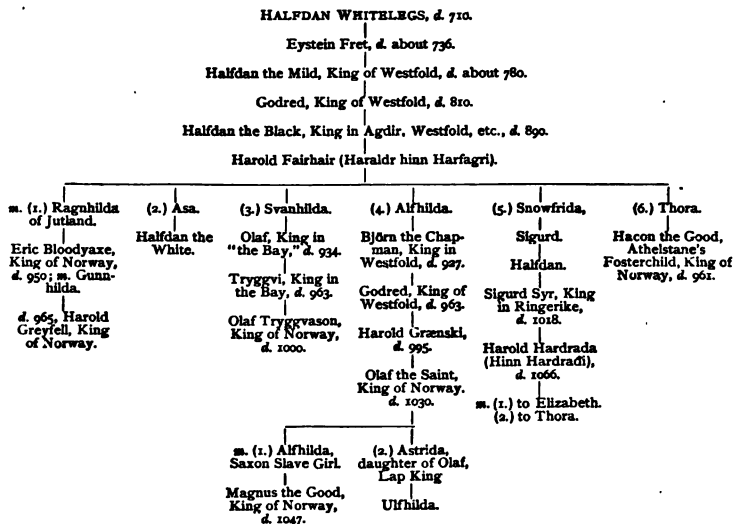 HALFDAN WHITELEGS, d. 710.
Eystein Fret, d. about 736.
Halfdan the Mild, King of Westfold, d. about 780.
Godred, King of Westfold, d. 810.
Halfdan the Black, King in Agdir, Westfold, etc., d. 890.
Harold Fairhair (Haraldr hinn Harfagri).
m. (1.) Ragnhilda
of Jutland.
Eric Bloodyaxe,
King of Norway,
d. 950; m. Gunn-
hilda.
d. 965, Harold
Greyfell, King
of Norway.
(2.) Asa.
Halfdan the
White.
(3.) Svanhilda.
Olaf, King in
"the Bay," d. 934.
Tryggvi, King in
the Bay, d. 963.
Olaf Tryggvason,
King of Norway,
d. 1000.
(4.) Alfhilda.
Björn the Chap-
man, King in
Westfold, d. 927.
Godred, King of
Westfold, d. 963.
Harold Grænski,
d. 995.
Olaf the Saint,
King of Norway.
d. 1030.
(5.) Snowfrida,
Sigurd.
Halfdan.
Sigurd Syr, King
in Ringerike,
d. 1018.
Harold Hardrada
(Hinn Hardradi),
d. 1066.
m. (1.) to Elizabeth.
(2.) to Thora.
(6.) Thora.
Hacon the Good,
Athelstane's
Fosterchild, King of
Norway, d. 961.
m. (1.) Alfhilda,
Saxon Slave Girl.
Magnus the Good,
King of Norway,
d. 1047.
(2.) Astrida,
daughter of Olaf,
Lap King
Ulfhilda.